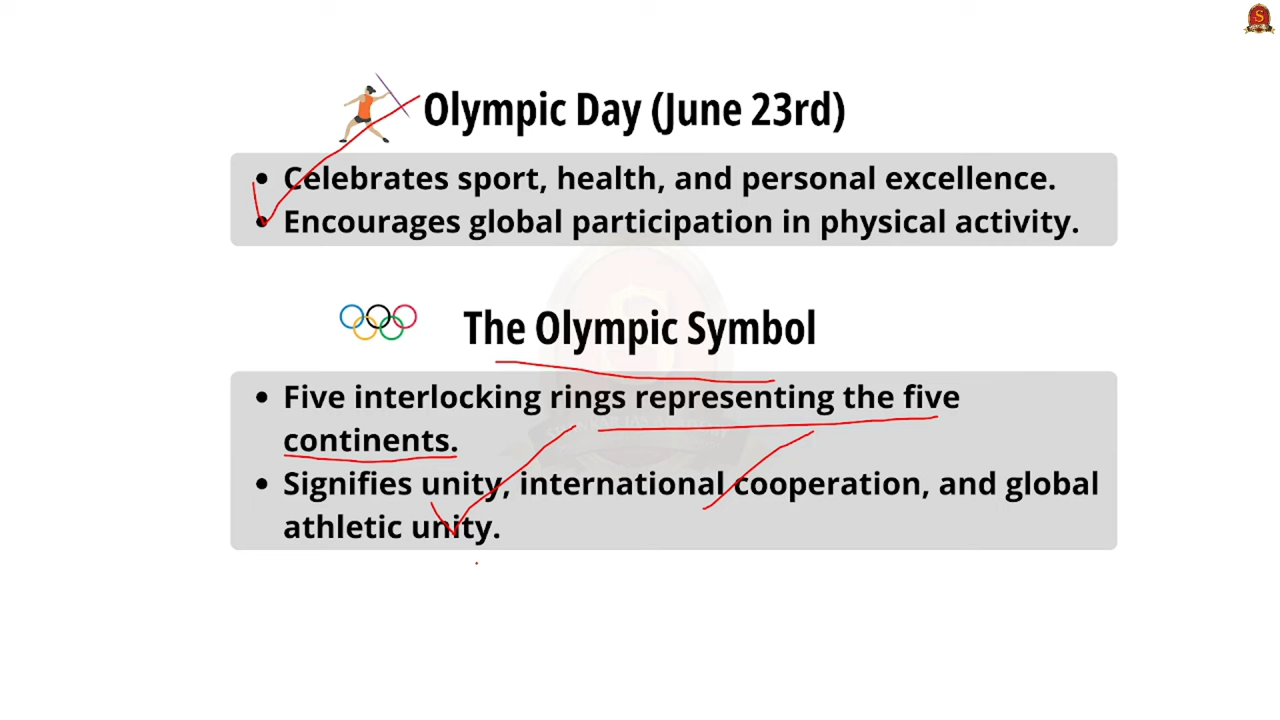 Olympic Day (June 23rd)
• Celebrates sport, health, and personal excellence.
• Encourages global participation in physical activity.
The Olympic Symbol
• Five interlocking rings representing the five
continents.
• Signifies unity, international cooperation, and global
athletic unity.